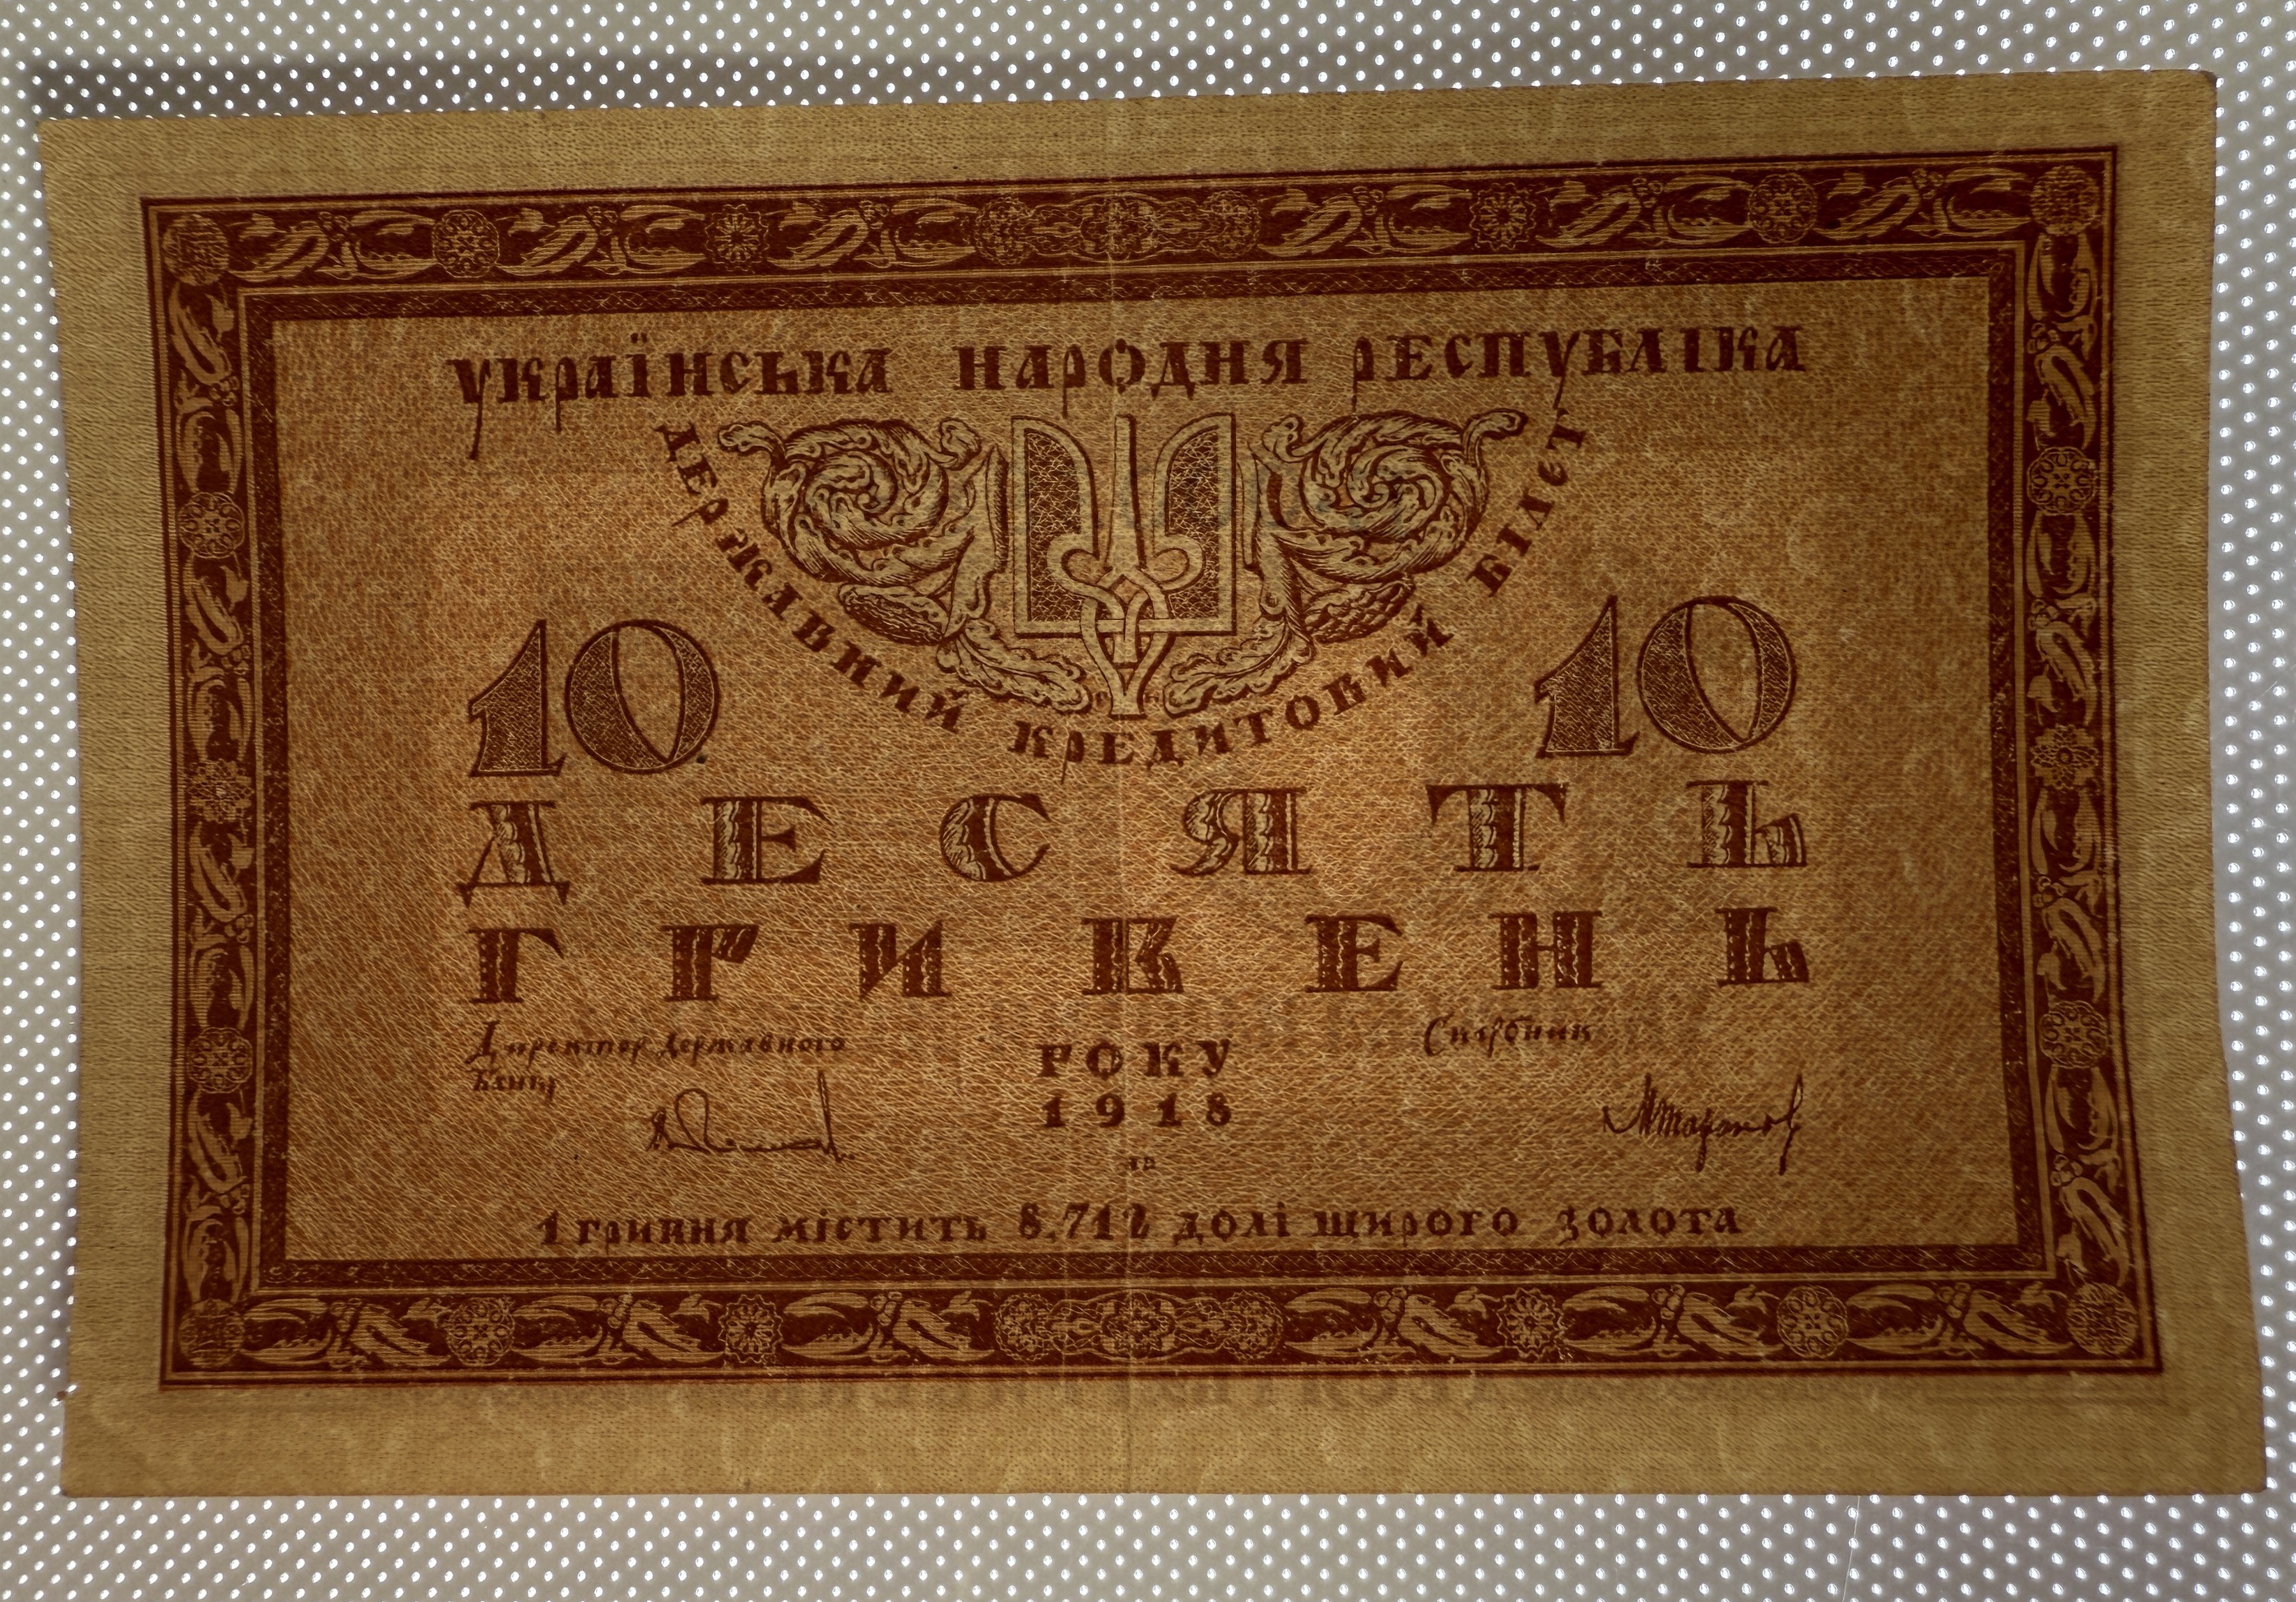 УКРАЇНСЬКА НАРОДНЯ РЕСПУБЛІКА
ДЕРЖАВНИЙ КРЕДИТОВИЙ БІЛЄТ
10 10
ДЕСЯТЬ
ГРИВЕНЬ
Директор Державного Скарбник
Банку
РОКУ
1918
1 ГРИВНЯ МІСТИТЬ 8,712 ДОЛІ ЩИРОГО ЗОЛОТА